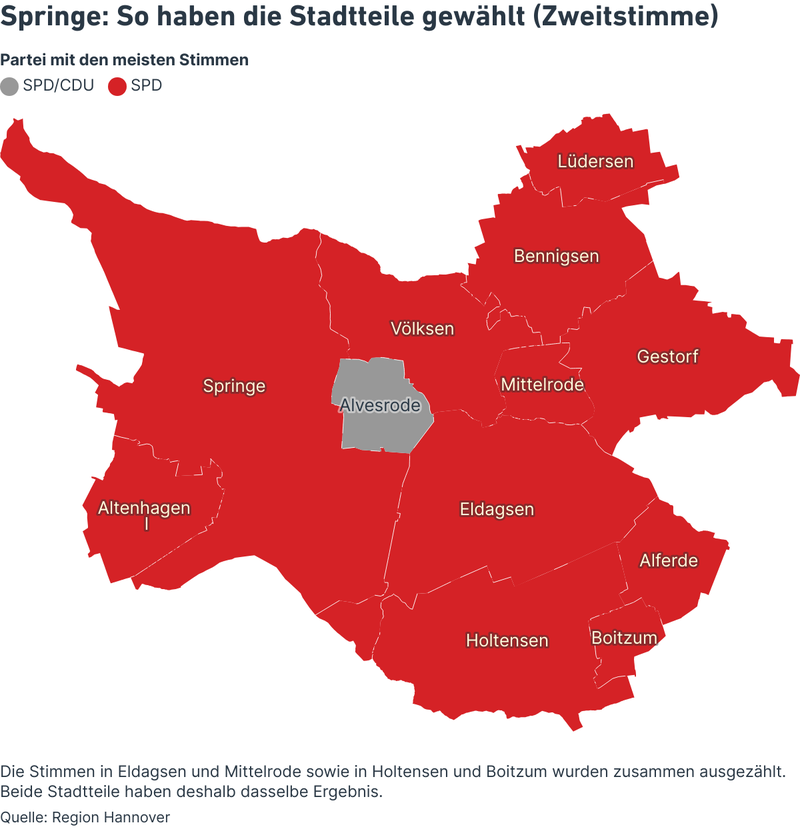 Springe: So haben die Stadtteile gewählt (Zweitstimme)
Partei mit den meisten Stimmen
SPD/CDU SPD
Lüdersen
Bennigsen
Völksen
Gestorf
Springe
Mittelrode
Alvesrode
Altenhagen
I
Eldagsen
Alferde
Holtensen
Boitzum
Die Stimmen in Eldagsen und Mittelrode sowie in Holtensen und Boitzum wurden zusammen ausgezählt.
Beide Stadtteile haben deshalb dasselbe Ergebnis.
Quelle: Region Hannover